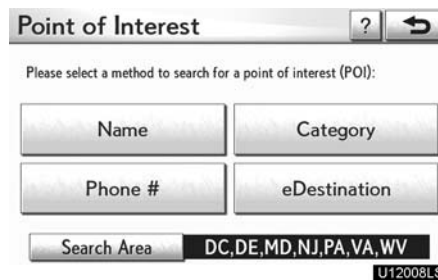 Point of Interest ?
Please select a method to search for a point of interest (POI):
Name Category
Phone # eDestination
Search Area DC,DE,MD,NJ,PA,VA,WV
U12008LS